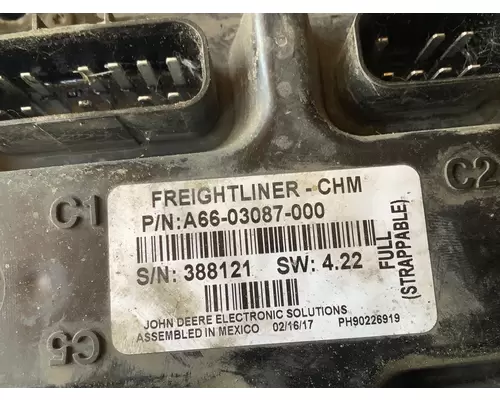 FREIGHTLINER - CHM
P/N:A66-03087-000
S/N: 388121 SW: 4.22
FULL
(STRAPPABLE)
JOHN DEERE ELECTRONIC SOLUTIONS
ASSEMBLED IN MEXICO 02/16/17 PH90226919
C1
C2
C5